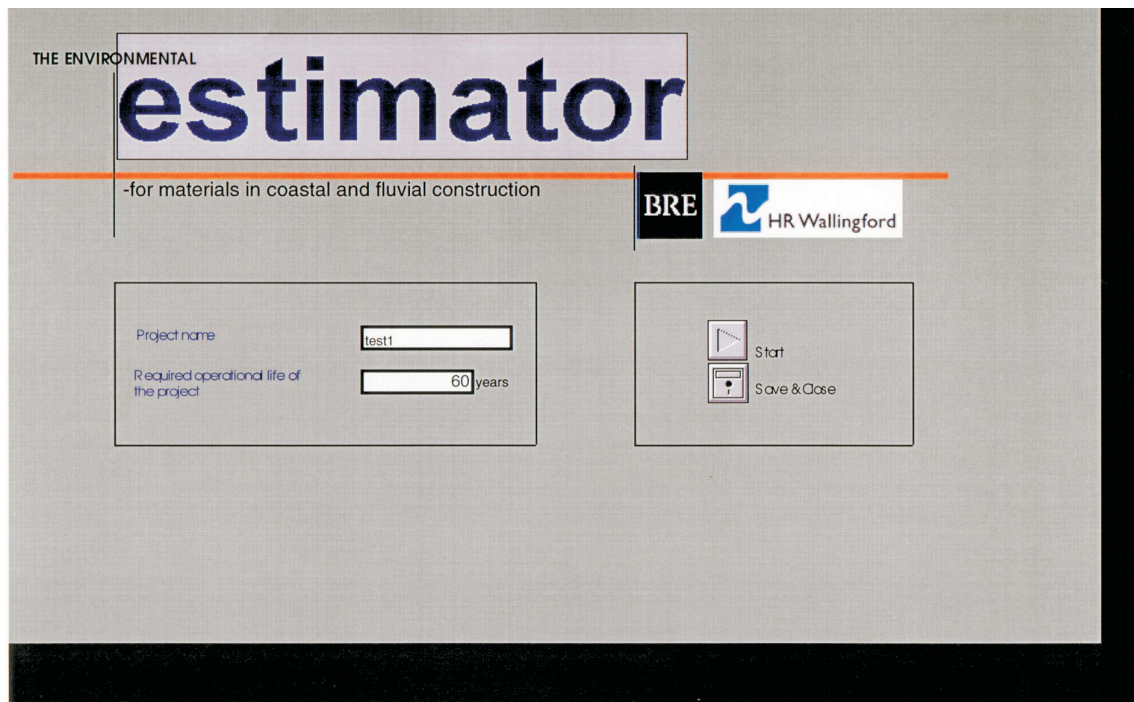 THE ENVIRONMENTAL
estimator
-for materials in coastal and fluvial construction
BRE
HR Wallingford
Project name
test1
Required operational life of
the project
60 years
Start
Save & Close